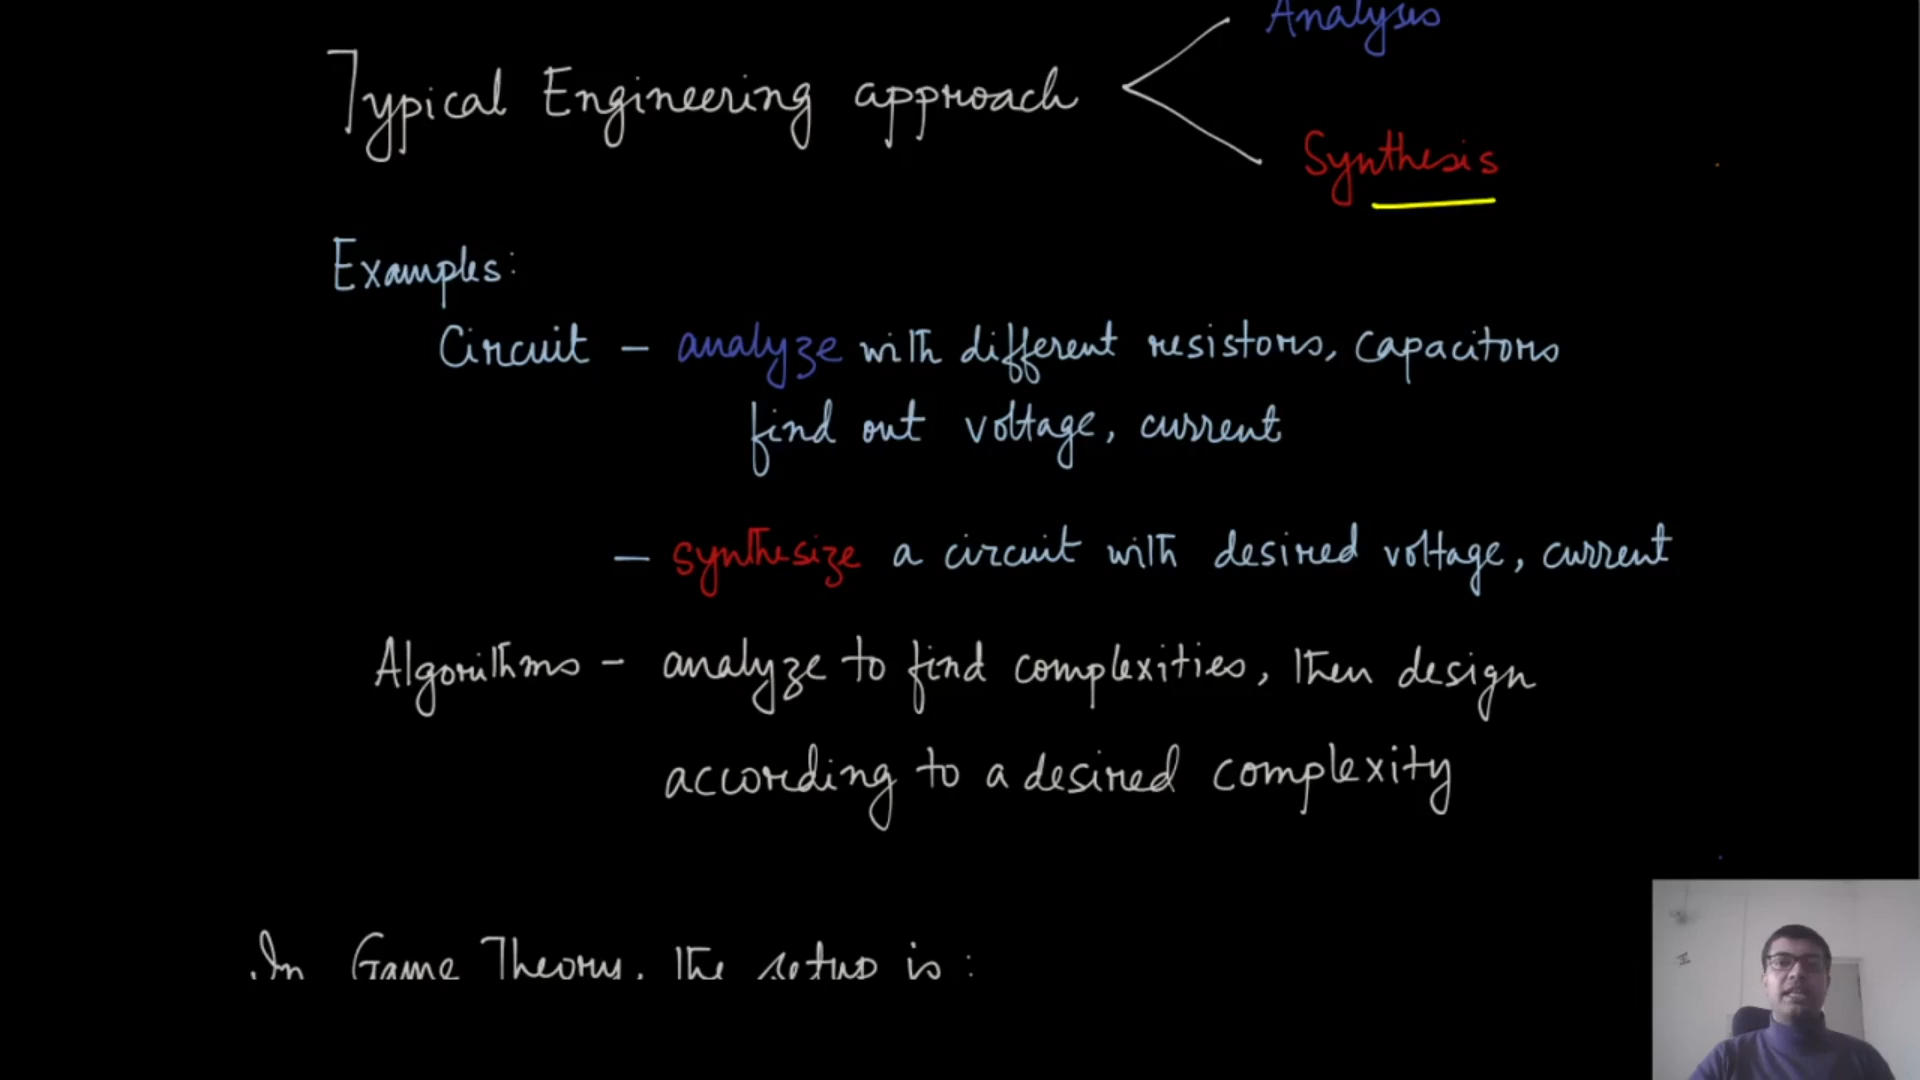 Analysis
Typical Engineering approach
Synthesis
Examples:
Circuit – analyze with different resistors, capacitors
find out voltage, current
– synthesize a circuit with desired voltage, current
Algorithms – analyze to find complexities, then design
according to a desired complexity
In Game Theory, the setup is: